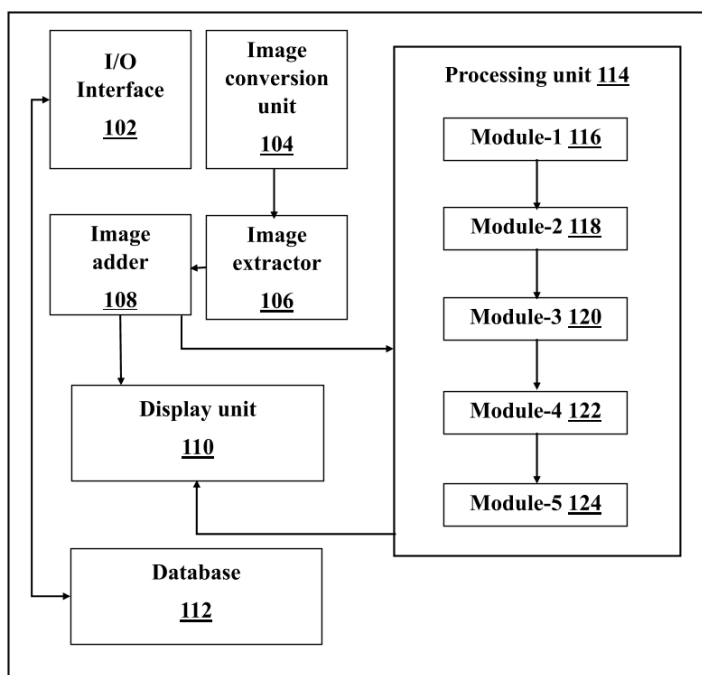 I/O
Interface
102
Image
conversion
unit
104
Image
adder
108
Image
extractor
106
Display unit
110
Database
112
Processing unit 114
Module-1 116
Module-2 118
Module-3 120
Module-4 122
Module-5 124